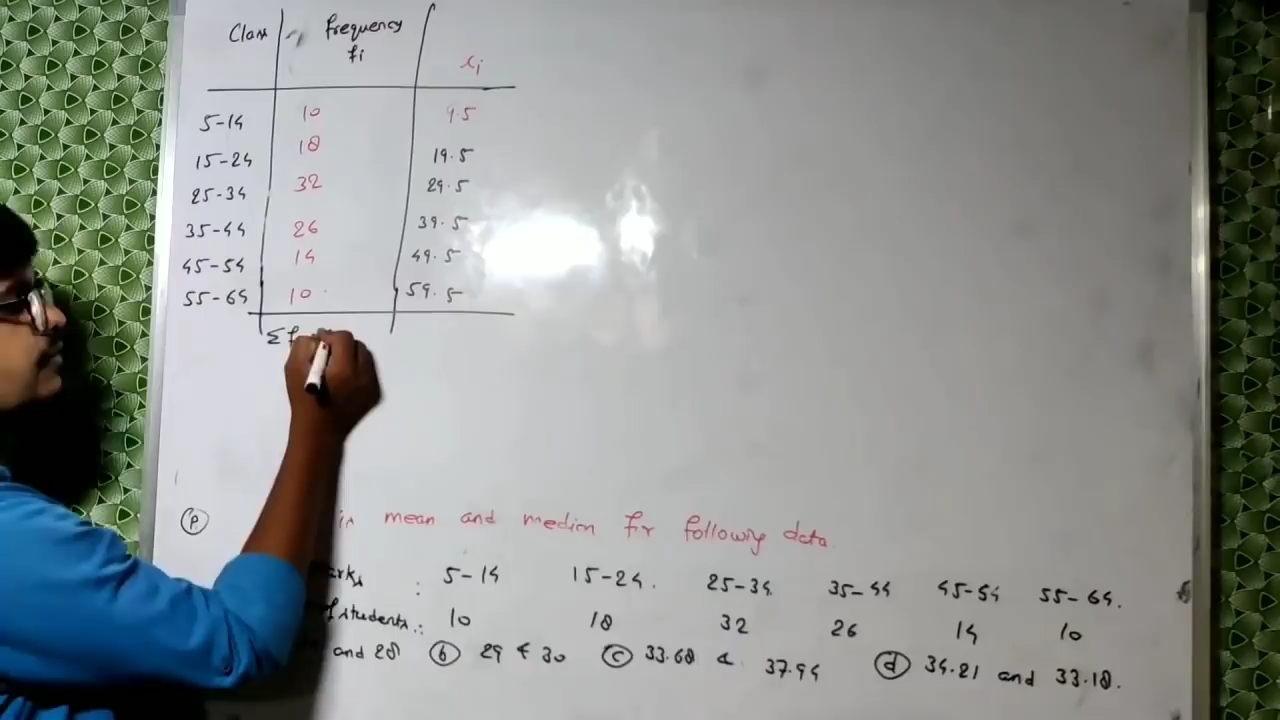 Class frequency
fi xi
5-14 10 9.5
15-24 18 19.5
25-34 32 29.5
35-44 26 39.5
45-54 14 49.5
55-64 10 59.5
Σf
(P) in mean and median for following data
: 5-14 15-24. 25-34 35-44 45-54 55-64.
students : 10 18 32 26 14 10
and 28 (b) 29 & 30 (c) 33.68 & 37.94 (d) 34.21 and 33.18.